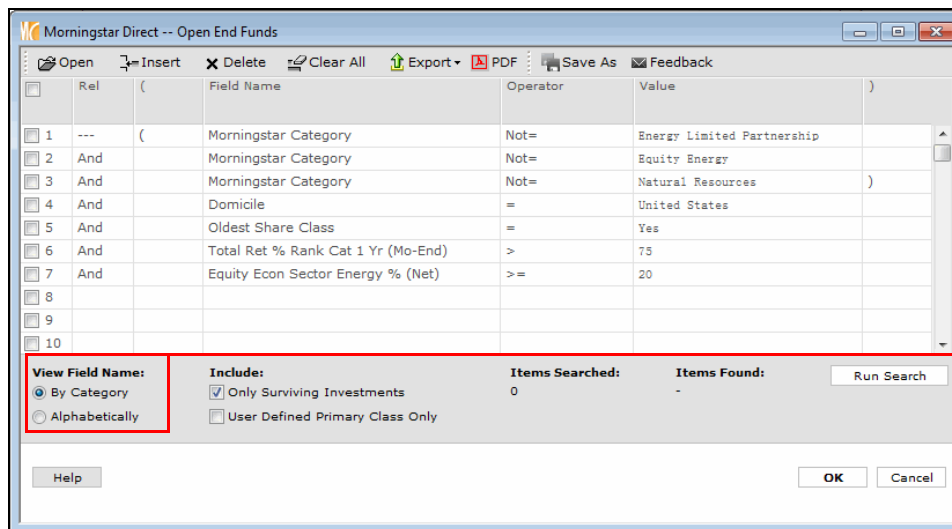 Morningstar Direct -- Open End Funds
Open Insert Delete Clear All Export PDF Save As Feedback
Rel ( Field Name Operator Value )
1 --- ( Morningstar Category Not= Energy Limited Partnership
2 And Morningstar Category Not= Equity Energy
3 And Morningstar Category Not= Natural Resources )
4 And Domicile = United States
5 And Oldest Share Class = Yes
6 And Total Ret % Rank Cat 1 Yr (Mo-End) > 75
7 And Equity Econ Sector Energy % (Net) >= 20
8
9
10
View Field Name: Include: Items Searched: Items Found: Run Search
By Category Only Surviving Investments 0 -
Alphabetically User Defined Primary Class Only
Help OK Cancel